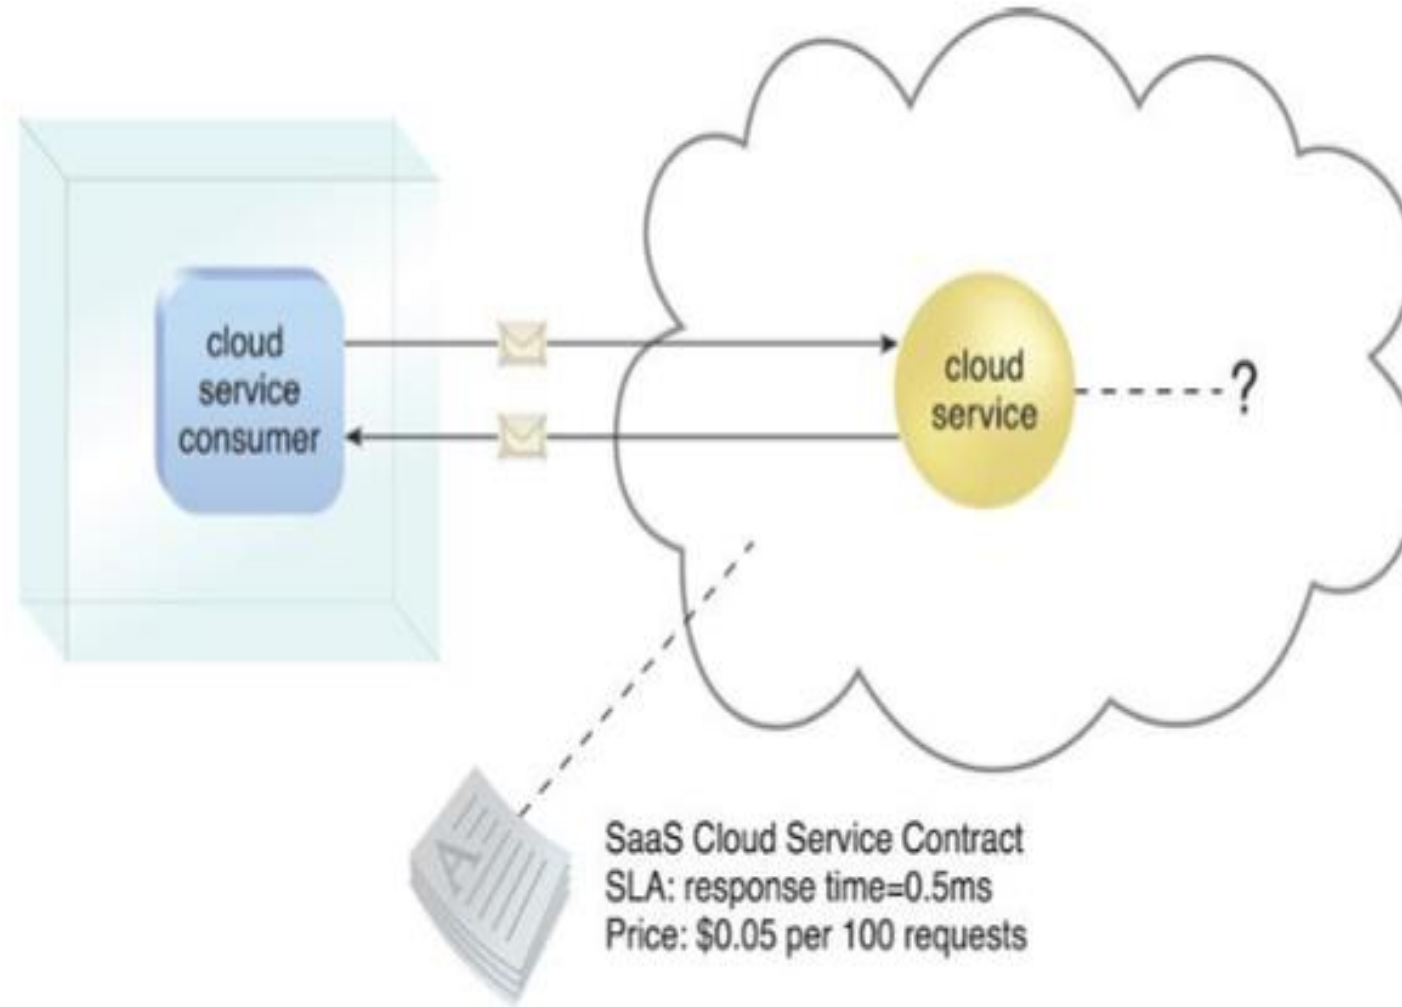 cloud
service
consumer
cloud
service
?
A
SaaS Cloud Service Contract
SLA: response time=0.5ms
Price: $0.05 per 100 requests